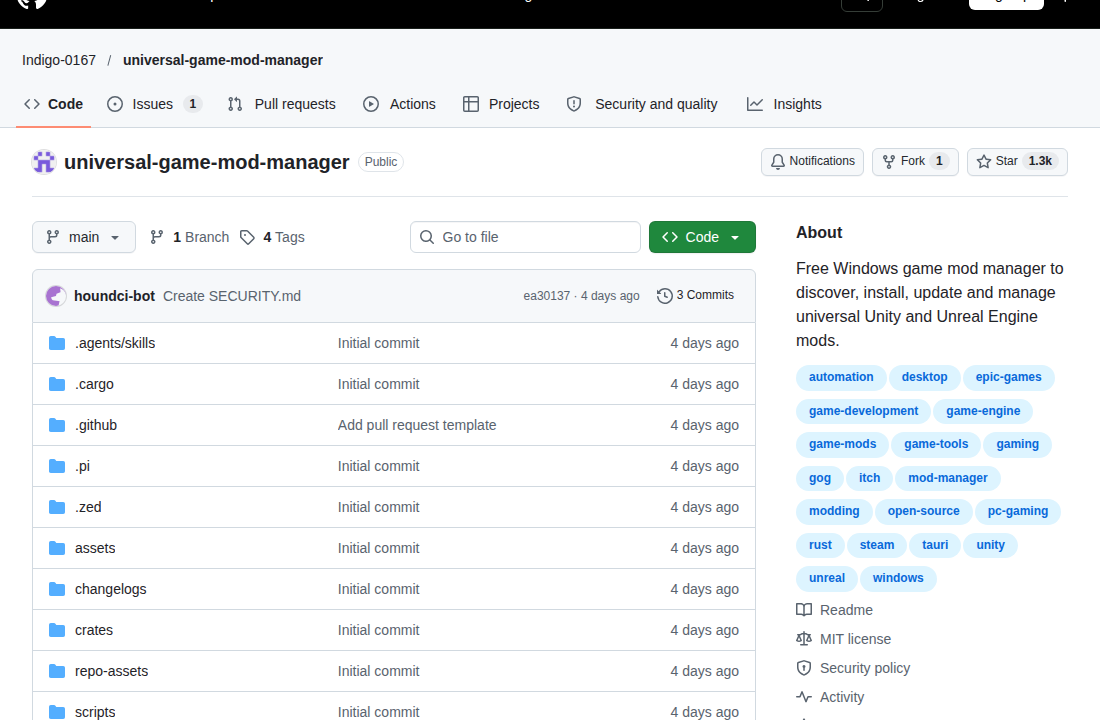 Indigo-0167 / universal-game-mod-manager
Code Issues 1 Pull requests Actions Projects Security and quality Insights
universal-game-mod-manager Public Notifications Fork 1 Star 1.3k
main 1 Branch 4 Tags Go to file Code
houndci-bot Create SECURITY.md ea30137 · 4 days ago 3 Commits
.agents/skills Initial commit 4 days ago
.cargo Initial commit 4 days ago
.github Add pull request template 4 days ago
.pi Initial commit 4 days ago
.zed Initial commit 4 days ago
assets Initial commit 4 days ago
changelogs Initial commit 4 days ago
crates Initial commit 4 days ago
repo-assets Initial commit 4 days ago
scripts Initial commit 4 days ago
About
Free Windows game mod manager to
discover, install, update and manage
universal Unity and Unreal Engine
mods.
automation desktop epic-games
game-development game-engine
game-mods game-tools gaming
gog itch mod-manager
modding open-source pc-gaming
rust steam tauri unity
unreal windows
Readme
MIT license
Security policy
Activity